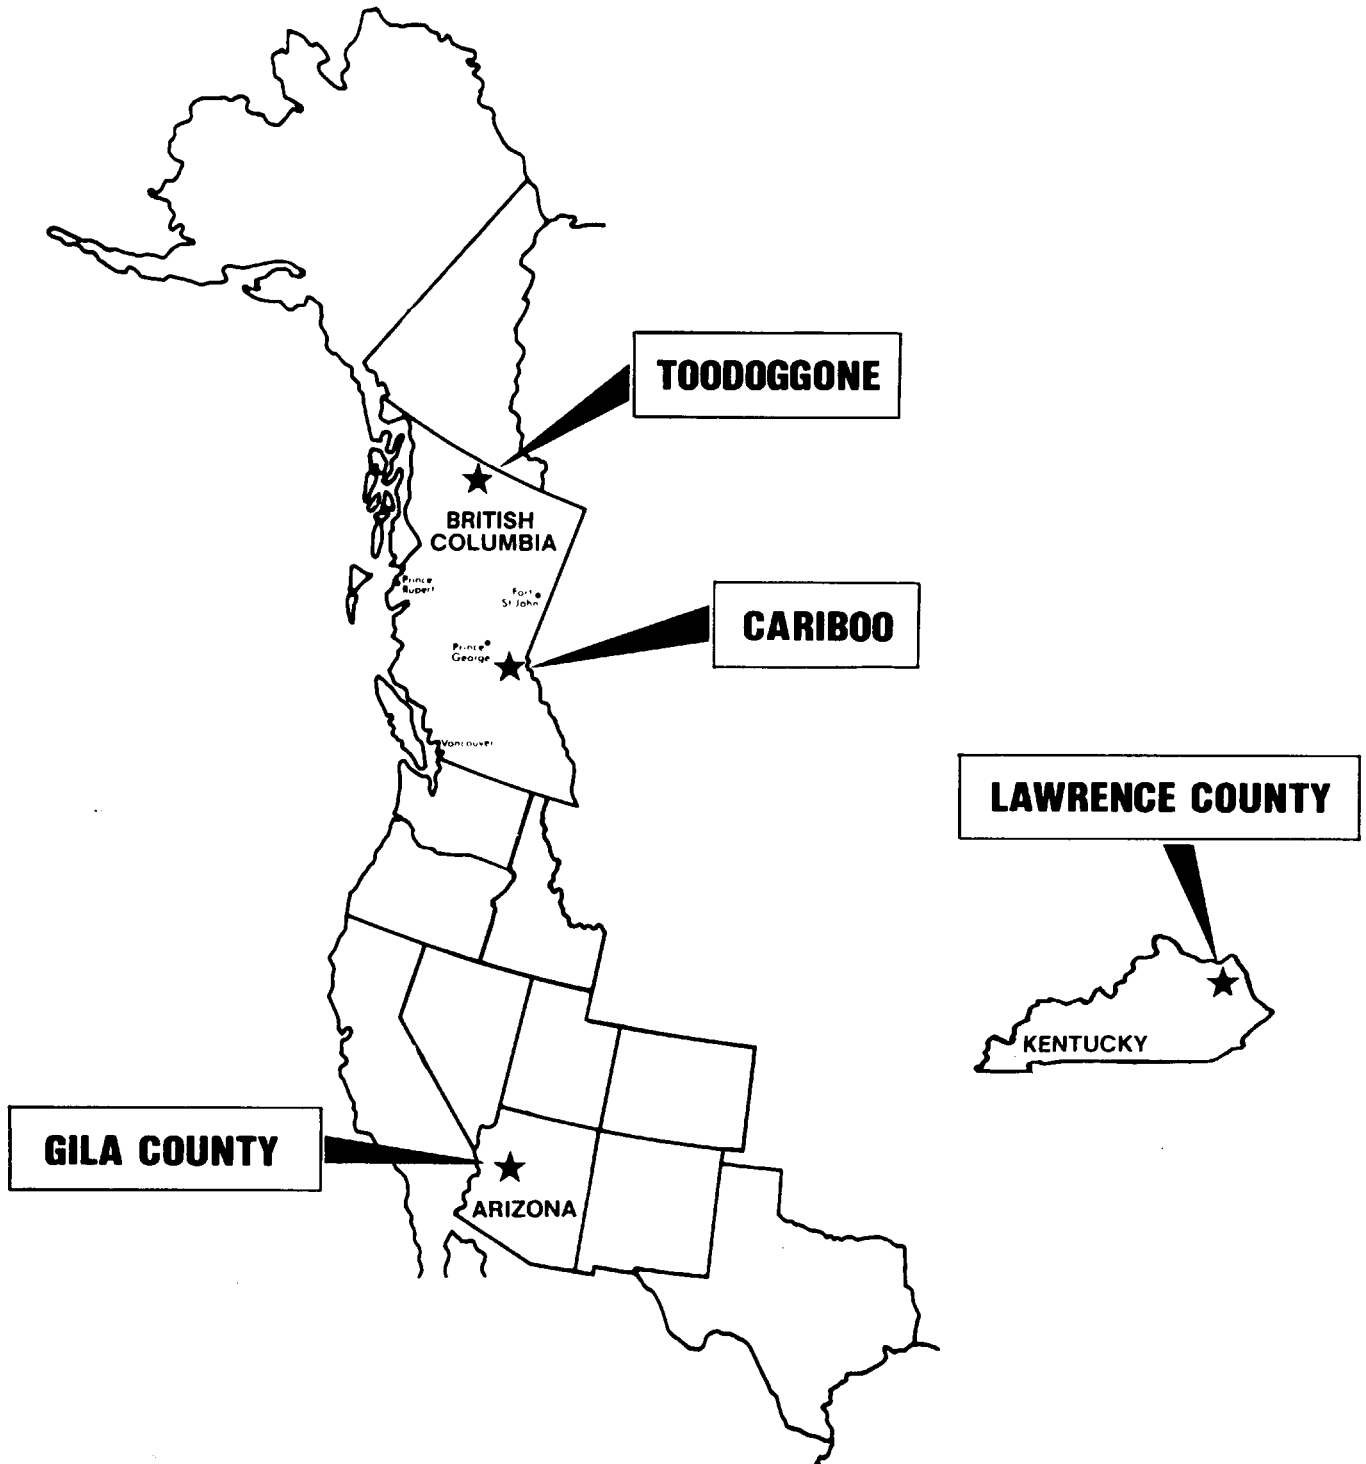 TOODOGGONE
BRITISH
COLUMBIA
Prince
Rupert
Fort
St John
CARIBOO
Prince
George
Vancouver
LAWRENCE COUNTY
KENTUCKY
GILA COUNTY
ARIZONA